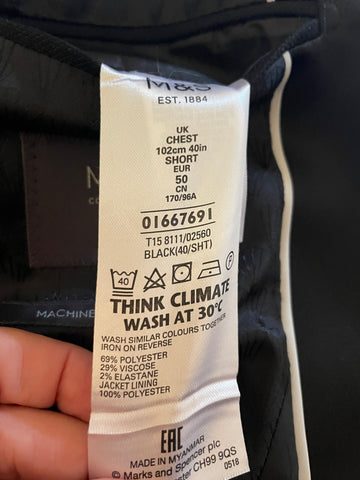 M&S
EST. 1884
UK
CHEST
102cm 40in
SHORT
EUR
50
CN
170/96A
01667691
T15 8111/02560
BLACK(40/SHT)
40
THINK CLIMATE
WASH AT 30°C
WASH SIMILAR COLOURS TOGETHER
IRON ON REVERSE
69% POLYESTER
29% VISCOSE
2% ELASTANE
JACKET LINING
100% POLYESTER
EAC
MADE IN MYANMAR
© Marks and Spencer plc
CH99 9QS
0518
MACHINE